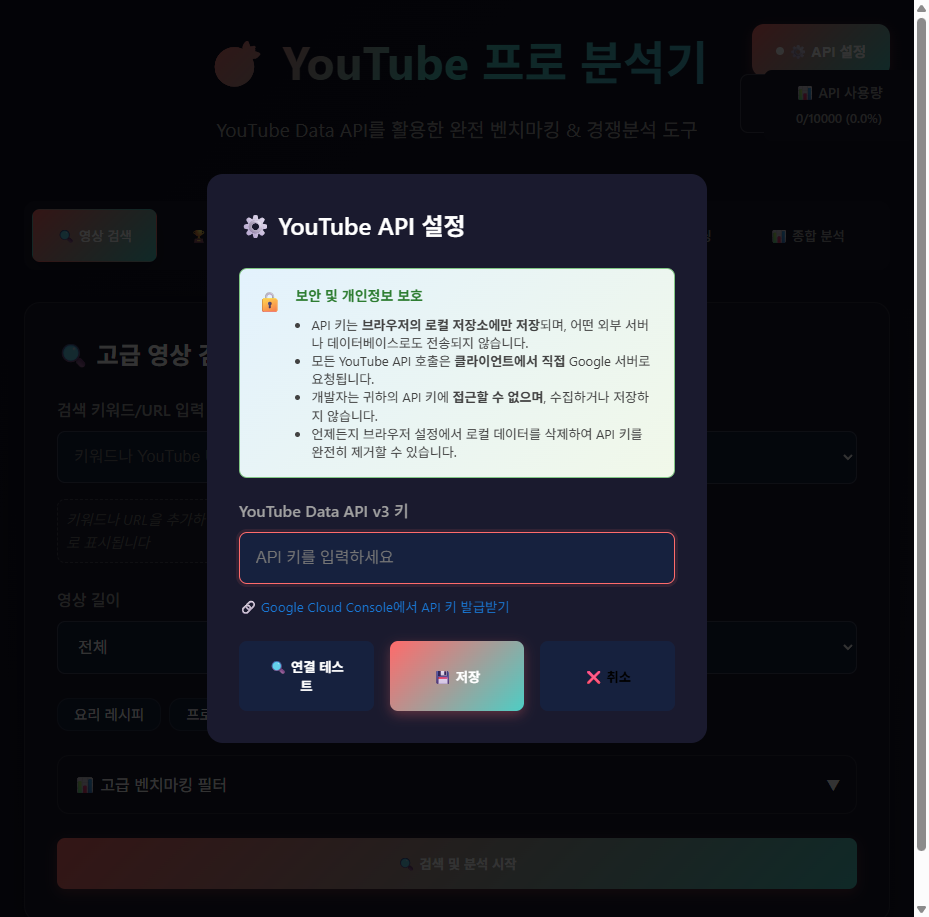 YouTube 프로 분석기
API 설정
API 사용량
0/10000 (0.0%)
YouTube Data API를 활용한 완전 벤치마킹 & 경쟁분석 도구
영상 검색
종합 분석
고급 영상
검색 키워드/URL 입력
키워드나 YouTube
키워드나 URL을 추가하
로 표시됩니다
영상 길이
전체
요리 레시피
프로
고급 벤치마킹 필터
▼
검색 및 분석 시작
YouTube API 설정
보안 및 개인정보 보호
• API 키는 브라우저의 로컬 저장소에만 저장되며, 어떤 외부 서버
나 데이터베이스로도 전송되지 않습니다.
• 모든 YouTube API 호출은 클라이언트에서 직접 Google 서버로
요청됩니다.
• 개발자는 귀하의 API 키에 접근할 수 없으며, 수집하거나 저장하
지 않습니다.
• 언제든지 브라우저 설정에서 로컬 데이터를 삭제하여 API 키를
완전히 제거할 수 있습니다.
YouTube Data API v3 키
API 키를 입력하세요
Google Cloud Console에서 API 키 발급받기
연결 테스
트
저장
취소